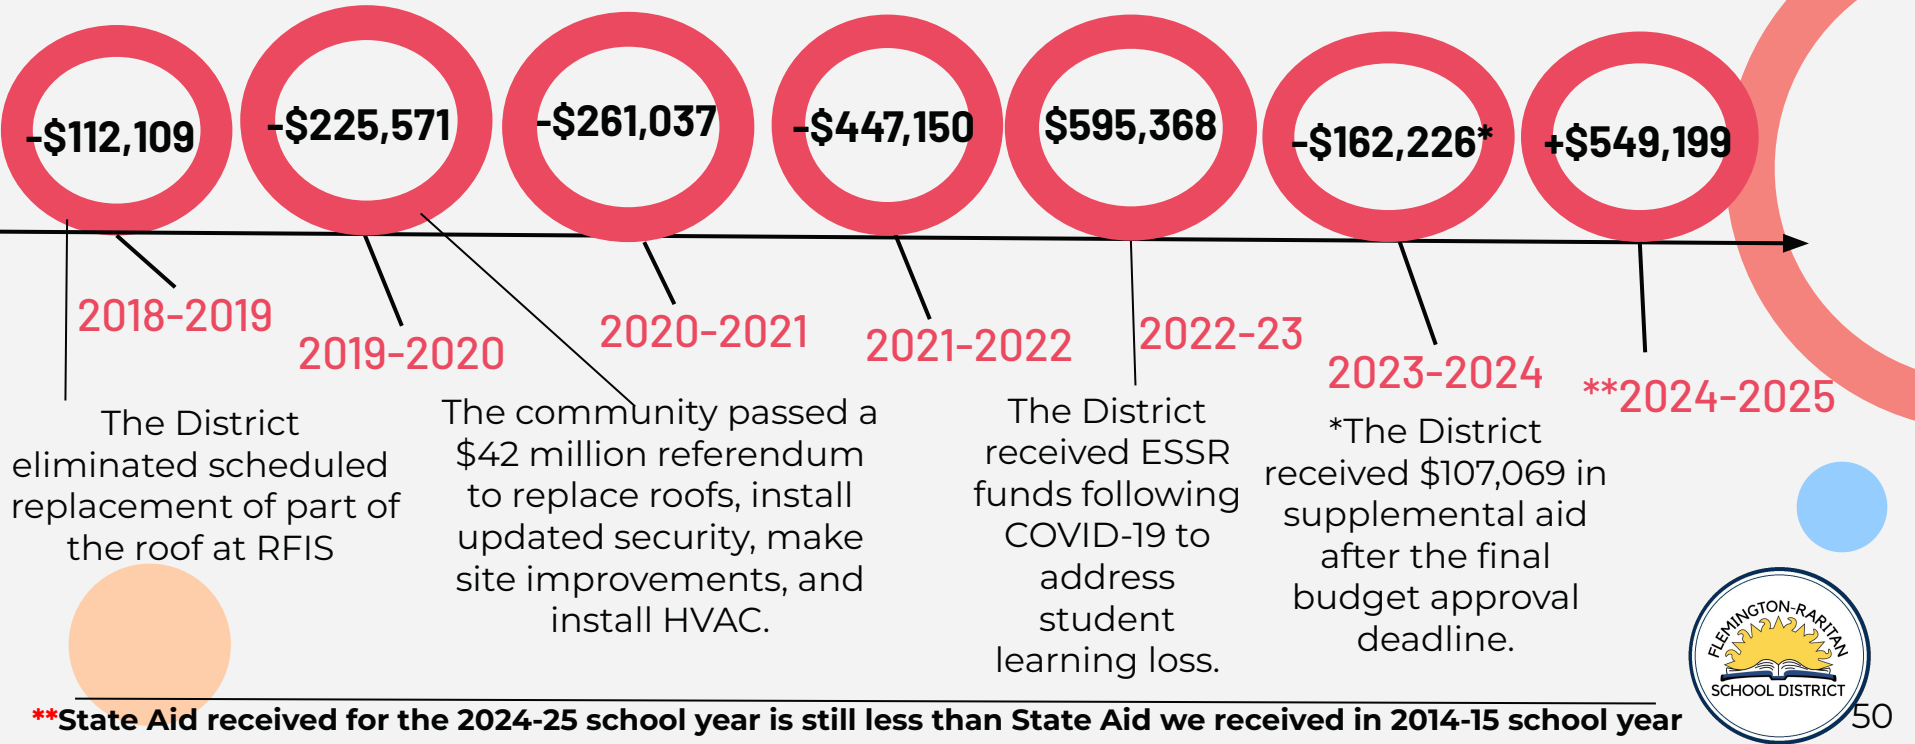 -$112,109
-$225,571
-$261,037
-$447,150
$595,368
-$162,226*
+$549,199
2018-2019
2019-2020
2020-2021
2021-2022
2022-23
2023-2024
**2024-2025
The District
eliminated scheduled
replacement of part of
the roof at RFIS
The community passed a
$42 million referendum
to replace roofs, install
updated security, make
site improvements, and
install HVAC.
The District
received ESSR
funds following
COVID-19 to
address
student
learning loss.
*The District
received $107,069 in
supplemental aid
after the final
budget approval
deadline.
FLEMINGTON-RARITAN
SCHOOL DISTRICT
**State Aid received for the 2024-25 school year is still less than State Aid we received in 2014-15 school year
50